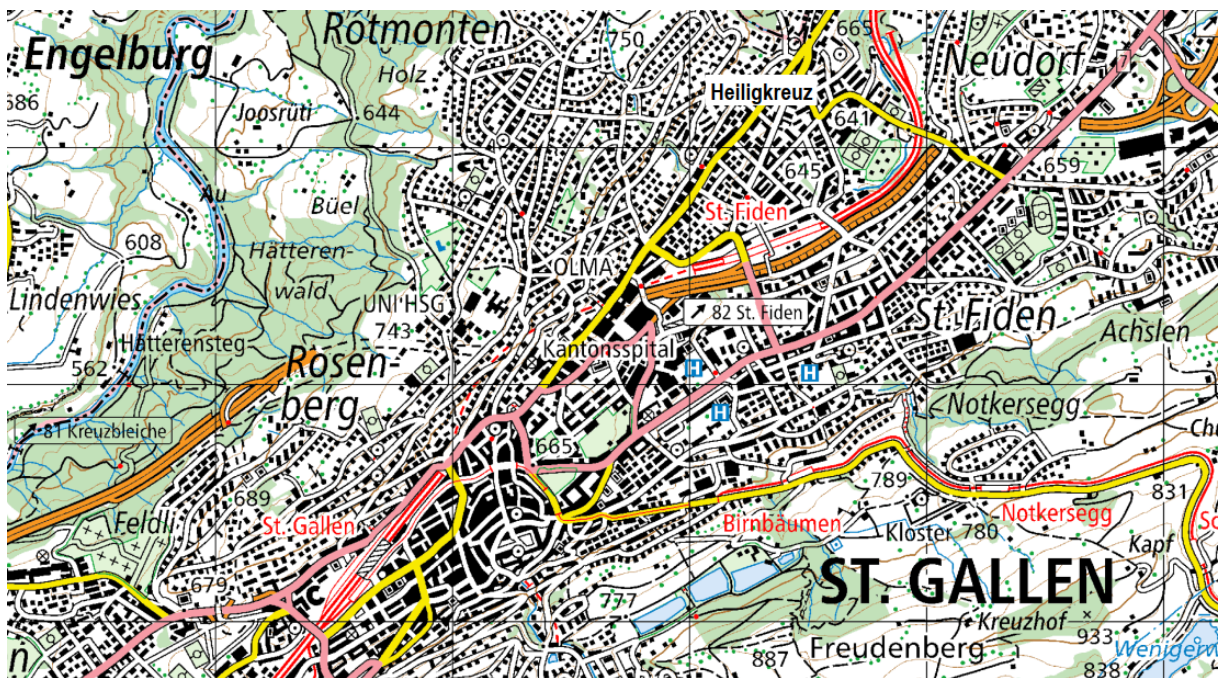 Rotmonten
Engelburg
750
665
Neudorf
Holz
686
Joosrüti
644
Heiligkreuz
641
659
645
Büel
St. Fiden
608
Hätteren-
wald
OLMA
Lindenwies
UNI HSG
743
82 St. Fiden
St. Fiden
Achslen
Hätterensteg
Kantonsspital
562
Rosen-
berg
H
H
H
Notkersegg
81 Kreuzbleiche
665
689
789
831
Feldli
St. Gallen
Birnbäumen
Notkersegg
Kloster
780
Kapf
679
ST. GALLEN
777
Kreuzhof
933
Freudenberg
887
838